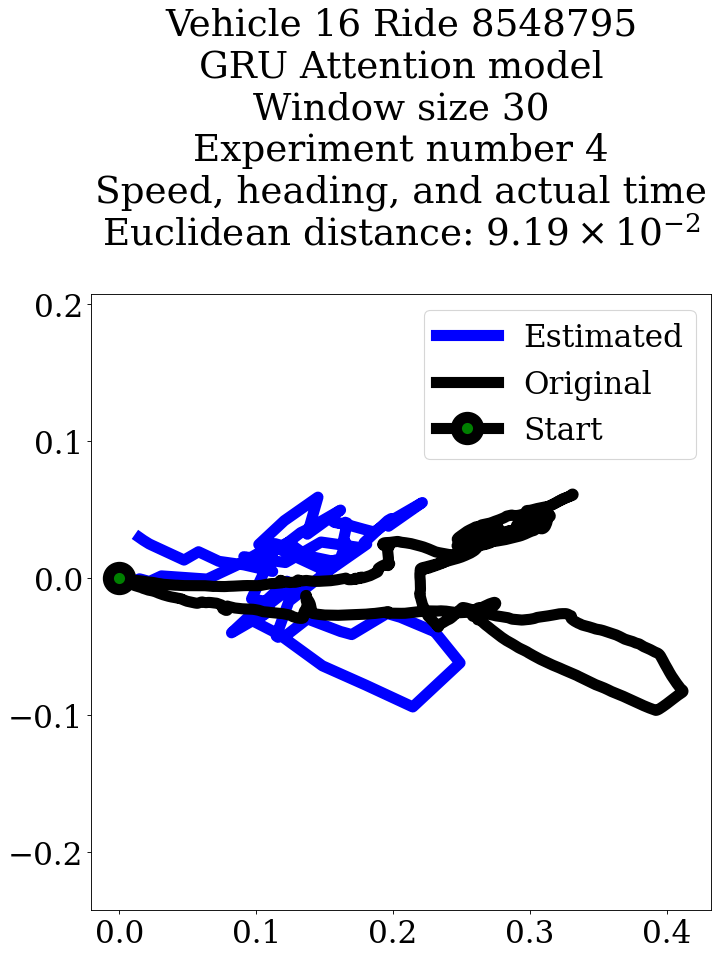 Vehicle 16 Ride 8548795
GRU Attention model
Window size 30
Experiment number 4
Speed, heading, and actual time
Euclidean distance: 9.19 × 10⁻²
0.2
0.1
0.0
−0.1
−0.2
Estimated
Original
Start
0.0 0.1 0.2 0.3 0.4